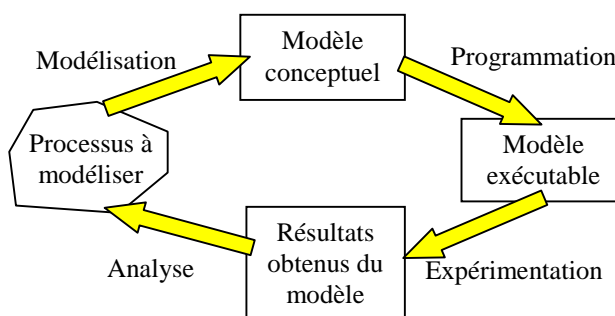 Modélisation
Modèle
conceptuel
Programmation
Processus à
modéliser
Modèle
exécutable
Analyse
Résultats
obtenus du
modèle
Expérimentation